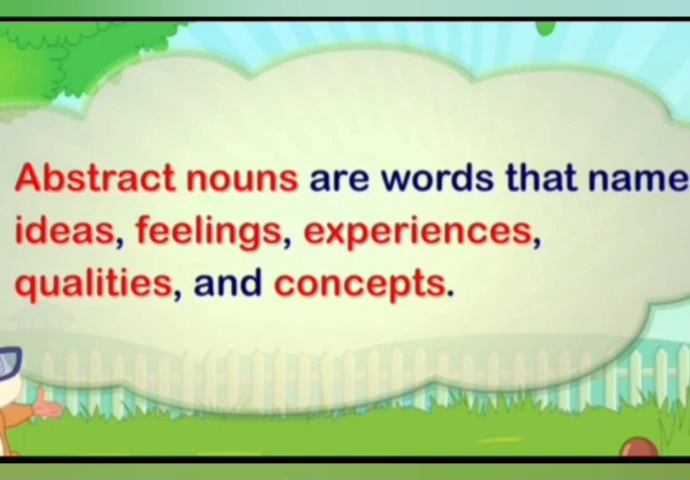 Abstract nouns are words that name
ideas, feelings, experiences,
qualities, and concepts.